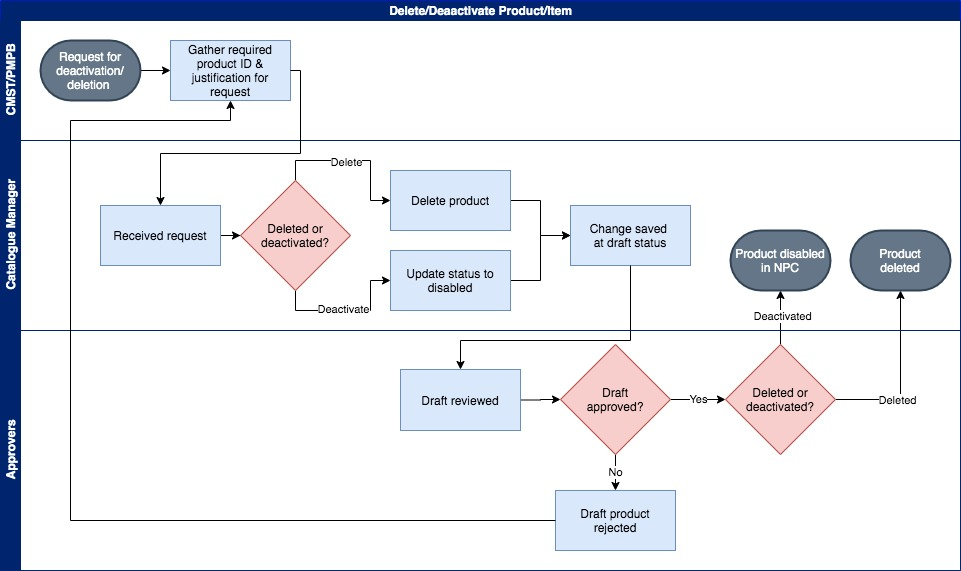 Delete/Deaactivate Product/Item
CMST/PMPB
Request for
deactivation/
deletion
Gather required
product ID &
justification for
request
Catalogue Manager
Received request
Deleted or
deactivated?
Delete
Deactivate
Delete product
Update status to
disabled
Change saved
at draft status
Product disabled
in NPC
Product
deleted
Deactivated
Approvers
Draft reviewed
Draft
approved?
Yes
Deleted or
deactivated?
Deleted
No
Draft product
rejected